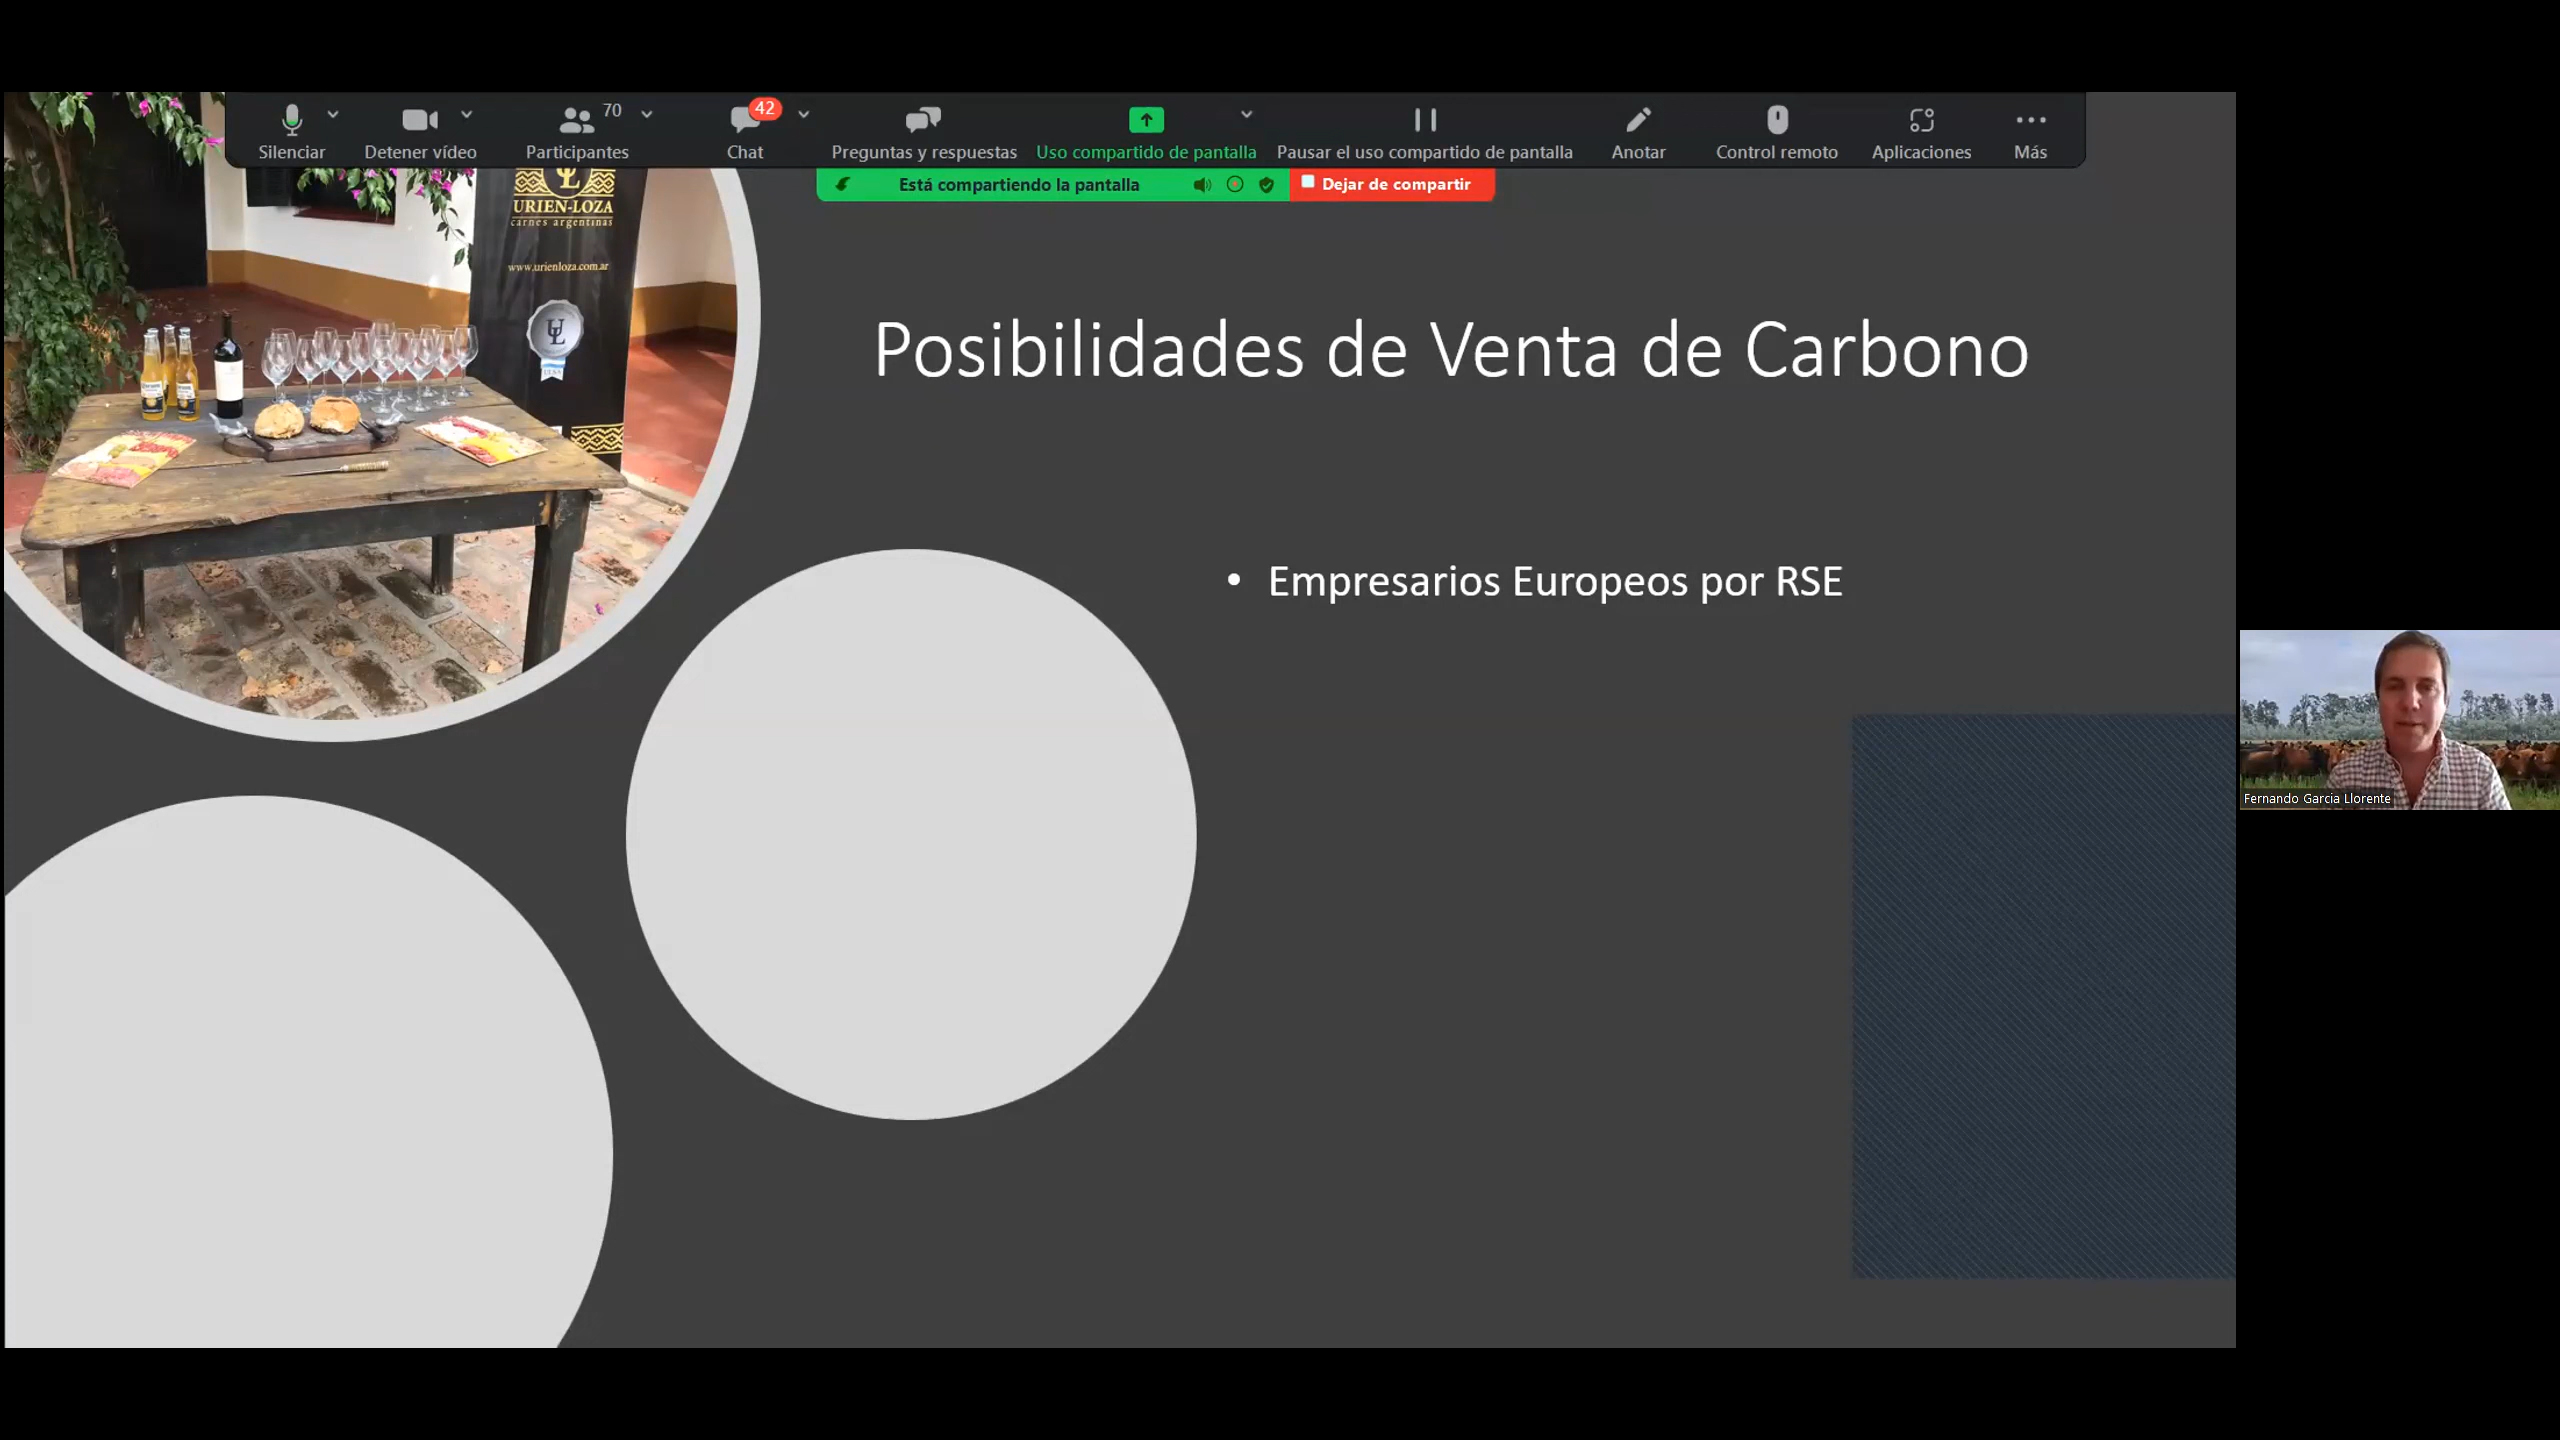 70
42
Silenciar
Detener vídeo
Participantes
Chat
Preguntas y respuestas
Uso compartido de pantalla
Pausar el uso compartido de pantalla
Anotar
Control remoto
Aplicaciones
Más
Está compartiendo la pantalla
Dejar de compartir
UL
URIEN-LOZA
carnes argentinas
www.urienloza.com.ar
UL
Posibilidades de Venta de Carbono
• Empresarios Europeos por RSE
Fernando Garcia Llorente